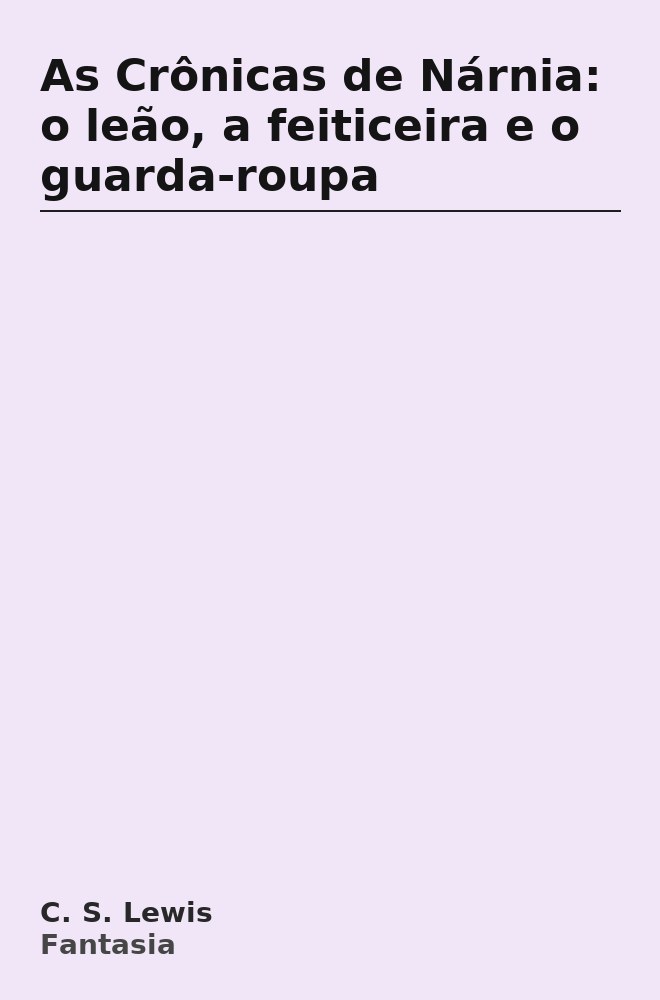 As Crônicas de Nárnia:
o leão, a feiticeira e o
guarda-roupa
C. S. Lewis
Fantasia